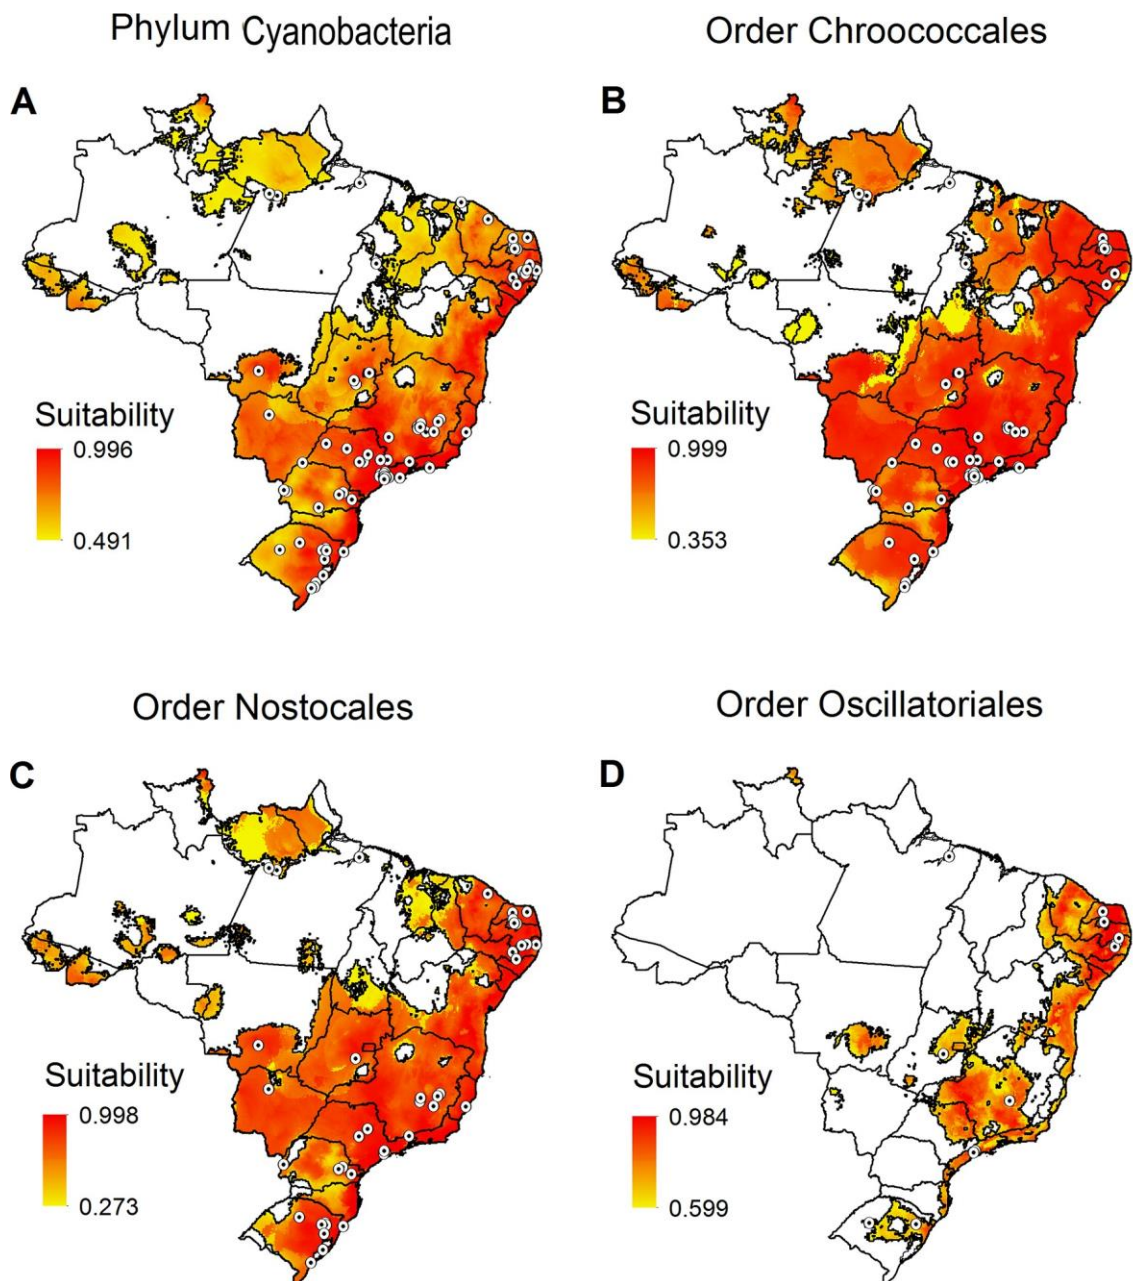 Phylum Cyanobacteria
Order Chroococcales
A
B
Suitability
0.996
0.491
Suitability
0.999
0.353
Order Nostocales
Order Oscillatoriales
C
D
Suitability
0.998
0.273
Suitability
0.984
0.599